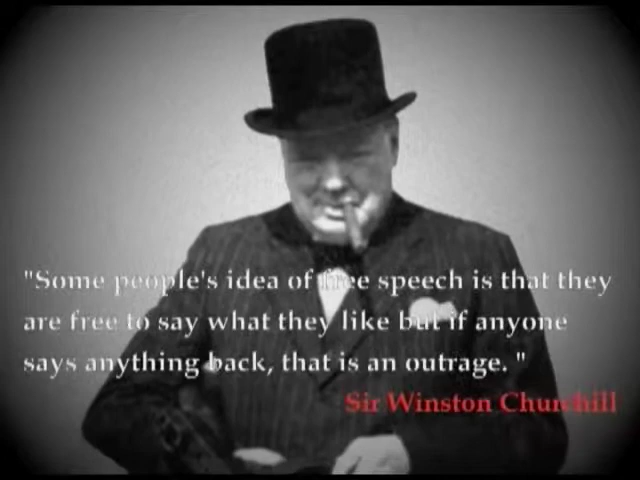 "Some people's idea of free speech is that they
are free to say what they like but if anyone
says anything back, that is an outrage. "
Sir Winston Churchill